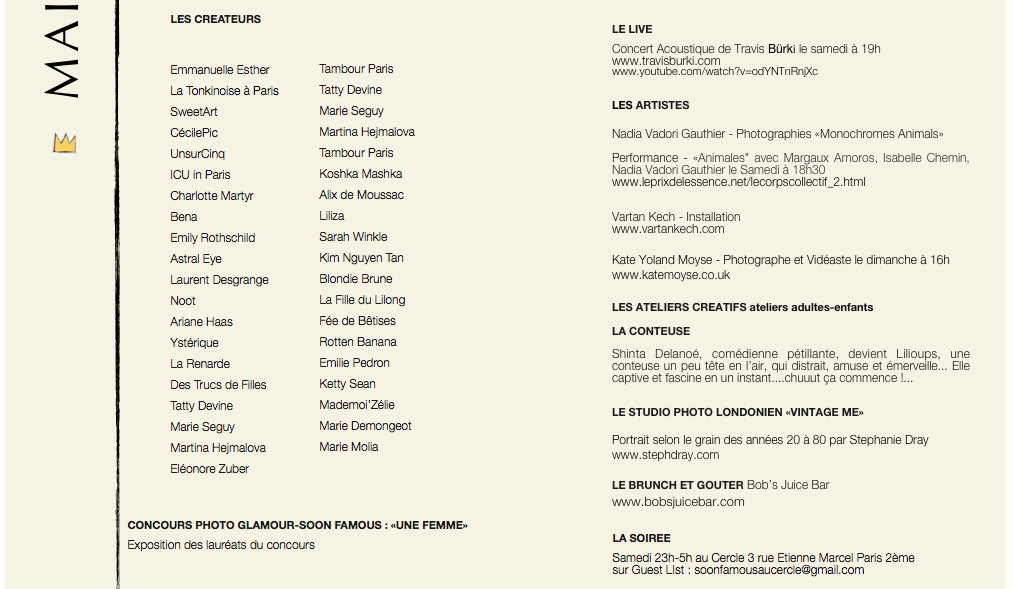 MAI
LES CREATEURS
Emmanuelle Esther
La Tonkinoise à Paris
SweetArt
CécilePic
UnsurCinq
ICU in Paris
Charlotte Martyr
Bena
Emily Rothschild
Astral Eye
Laurent Desgrange
Noot
Ariane Haas
Ystérique
La Renarde
Des Trucs de Filles
Tatty Devine
Marie Seguy
Martina Hejmalova
Eléonore Zuber
Tambour Paris
Tatty Devine
Marie Seguy
Martina Hejmalova
Tambour Paris
Koshka Mashka
Alix de Moussac
Liliza
Sarah Winkle
Kim Nguyen Tan
Blondie Brune
La Fille du Lilong
Fée de Bêtises
Rotten Banana
Emilie Pedron
Ketty Sean
Mademoi'Zélie
Marie Demongeot
Marie Molia
CONCOURS PHOTO GLAMOUR-SOON FAMOUS : «UNE FEMME»
Exposition des lauréats du concours
LE LIVE
Concert Acoustique de Travis Bürki le samedi à 19h
www.travisburki.com
www.youtube.com/watch?v=odYNTnRnjXc
LES ARTISTES
Nadia Vadori Gauthier - Photographies «Monochromes Animals»
Performance - «Animales" avec Margaux Amoros, Isabelle Chemin,
Nadia Vadori Gauthier le Samedi à 18h30
www.leprixdelessence.net/lecorpscollectif_2.html
Vartan Kech - Installation
www.vartankech.com
Kate Yoland Moyse - Photographe et Vidéaste le dimanche à 16h
www.katemoyse.co.uk
LES ATELIERS CREATIFS ateliers adultes-enfants
LA CONTEUSE
Shinta Delanoé, comédienne pétillante, devient Lilioups, une
conteuse un peu tête en l'air, qui distrait, amuse et émerveille... Elle
captive et fascine en un instant....chuuut ça commence !...
LE STUDIO PHOTO LONDONIEN «VINTAGE ME»
Portrait selon le grain des années 20 à 80 par Stephanie Dray
www.stephdray.com
LE BRUNCH ET GOUTER Bob's Juice Bar
www.bobsjuicebar.com
LA SOIREE
Samedi 23h-5h au Cercle 3 rue Etienne Marcel Paris 2ème
sur Guest LIst : soonfamousaucercle@gmail.com